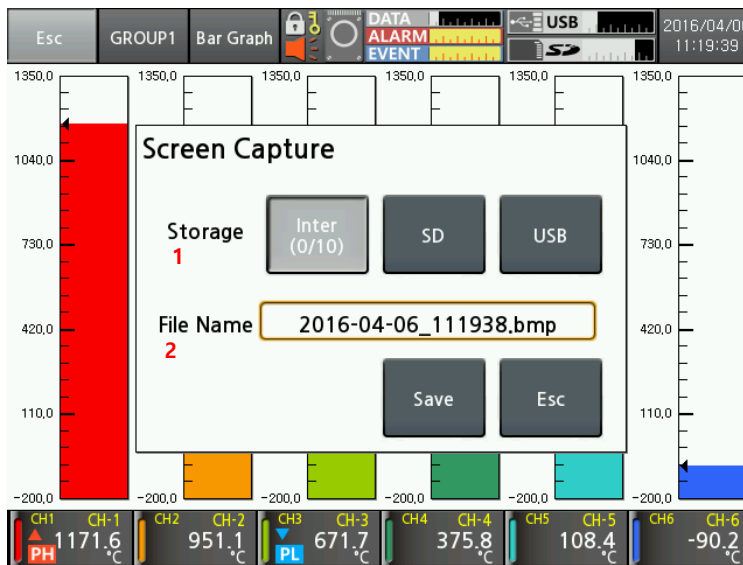 Esc GROUP1 Bar Graph DATA ALARM EVENT USB SD 2016/04/0
11:19:39
1350,0 1350,0 1350,0 1350,0 1350,0 1350,0
Screen Capture
1040,0 1040,0
Storage Inter (0/10) SD USB
1
730,0 730,0
File Name 2016-04-06_111938.bmp
2
420,0 420,0
Save Esc
110,0 110,0
-200,0 -200,0 -200,0 -200,0 -200,0 -200,0
CH1 CH-1 CH2 CH-2 CH3 CH-3 CH4 CH-4 CH5 CH-5 CH6 CH-6
PH 1171.6 951.1 PL 671.7 375.8 108.4 -90.2
°C °C °C °C °C °C